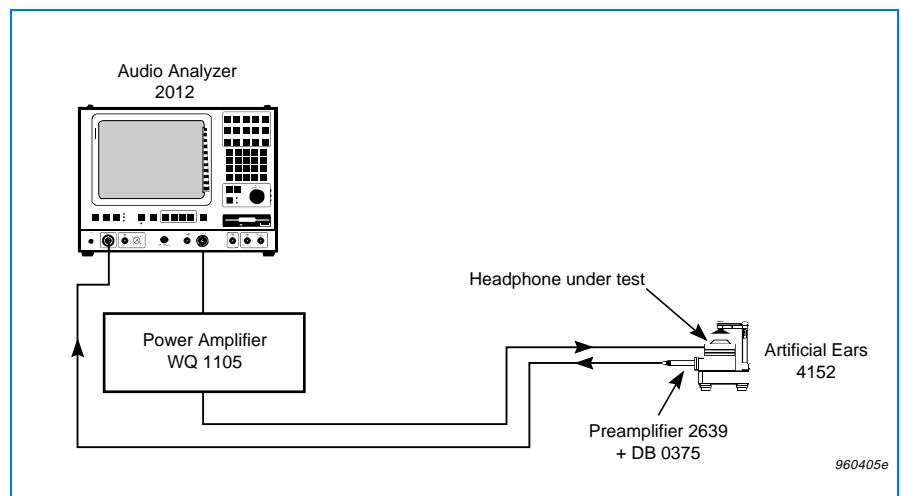 Audio Analyzer
2012
Headphone under test
Power Amplifier
WQ 1105
Artificial Ears
4152
Preamplifier 2639
+ DB 0375
960405e